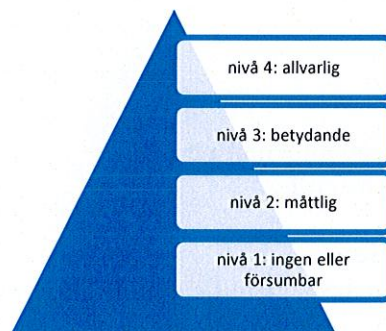 nivå 4: allvarlig
nivå 3: betydande
nivå 2: måttlig
nivå 1: ingen eller
försumbar